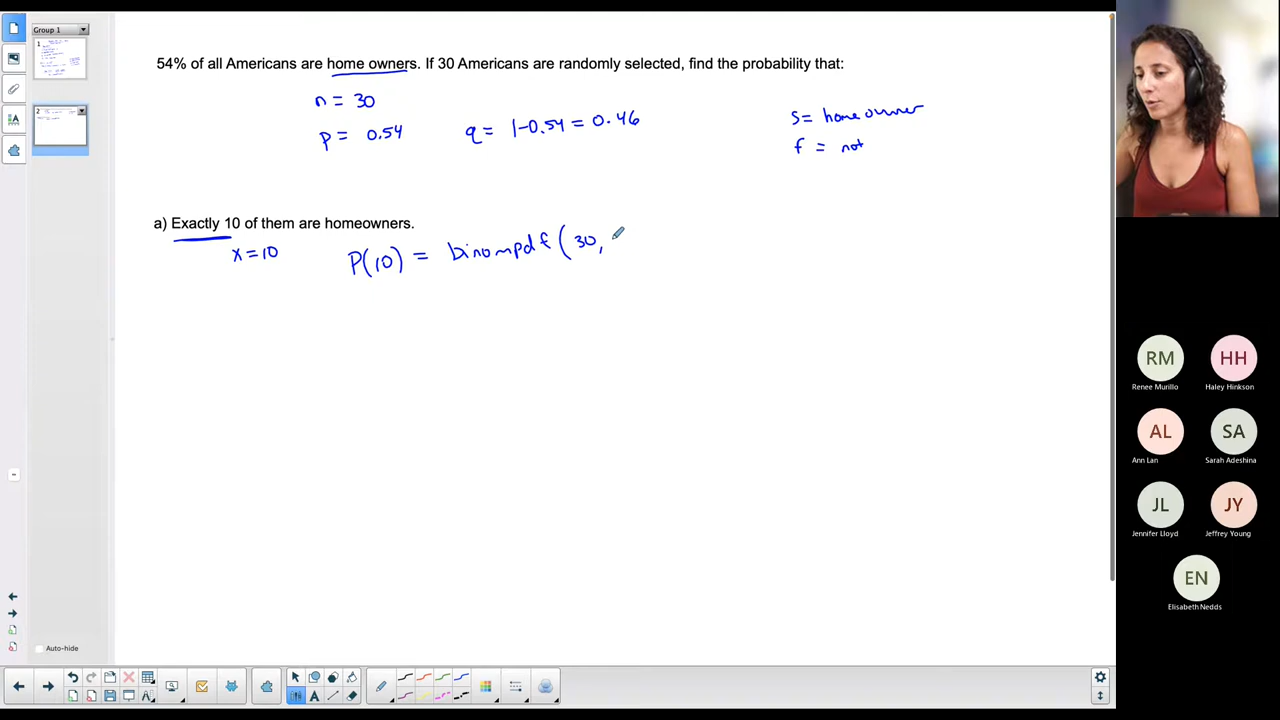 Group 1
1
2
54% of all Americans are home owners. If 30 Americans are randomly selected, find the probability that:
n = 30
p = 0.54
q = 1-0.54 = 0.46
s = home owner
f = not
a) Exactly 10 of them are homeowners.
x = 10
P(10) = binompdf (30,
RM
HH
Renee Murillo
Haley Hinkson
AL
SA
Ann Lan
Sarah Adeshina
JL
JY
Jennifer Lloyd
Jeffrey Young
EN
Elisabeth Nedds
Auto-hide